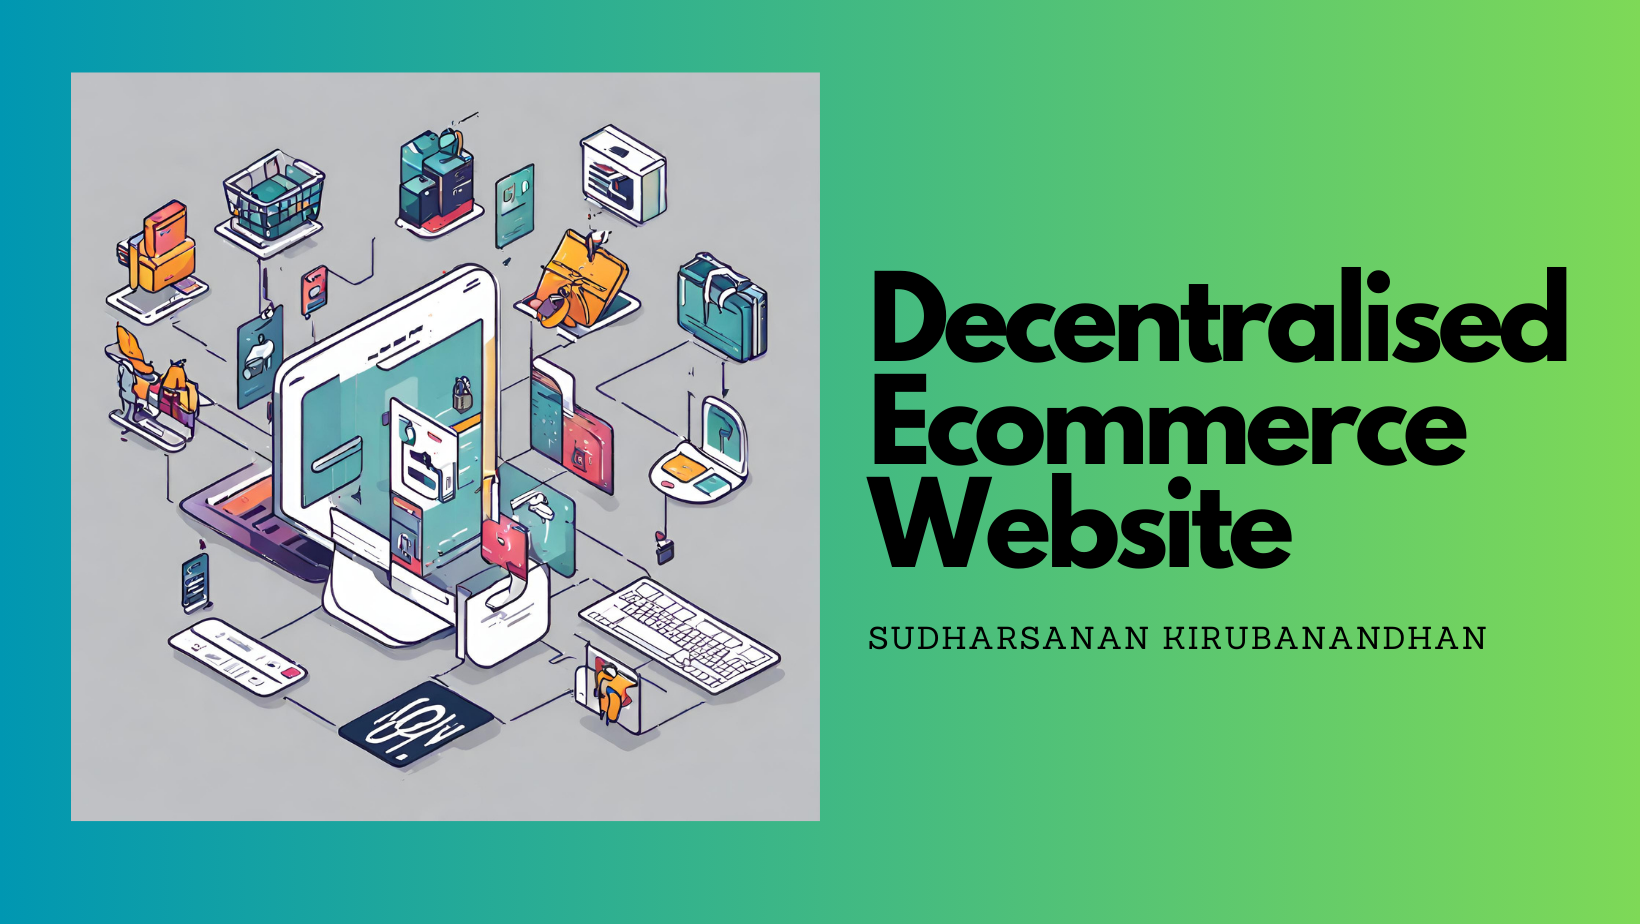 Decentralised
Ecommerce
Website
SUDHARSANAN KIRUBANANDHAN